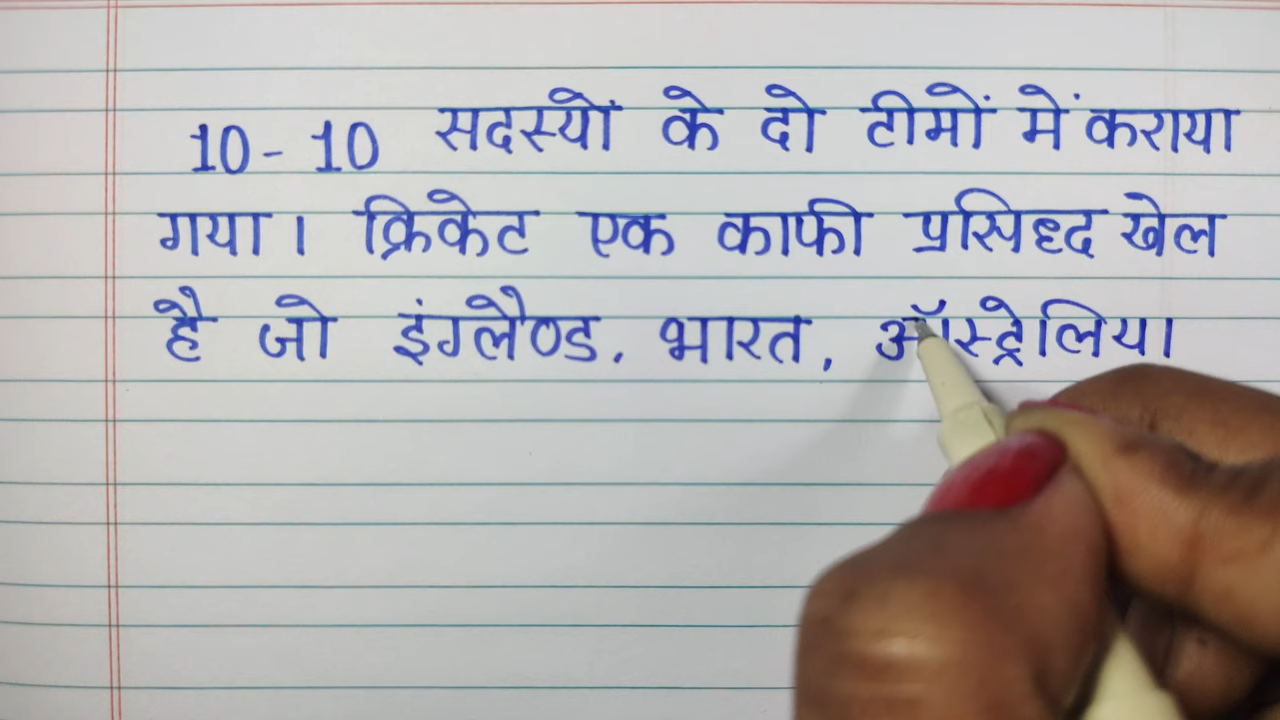 10-10 सदस्यों के दो टीमों में कराया
गया। क्रिकेट एक काफी प्रसिध्द खेल
है जो इंग्लैण्ड, भारत, ऑस्ट्रेलिया